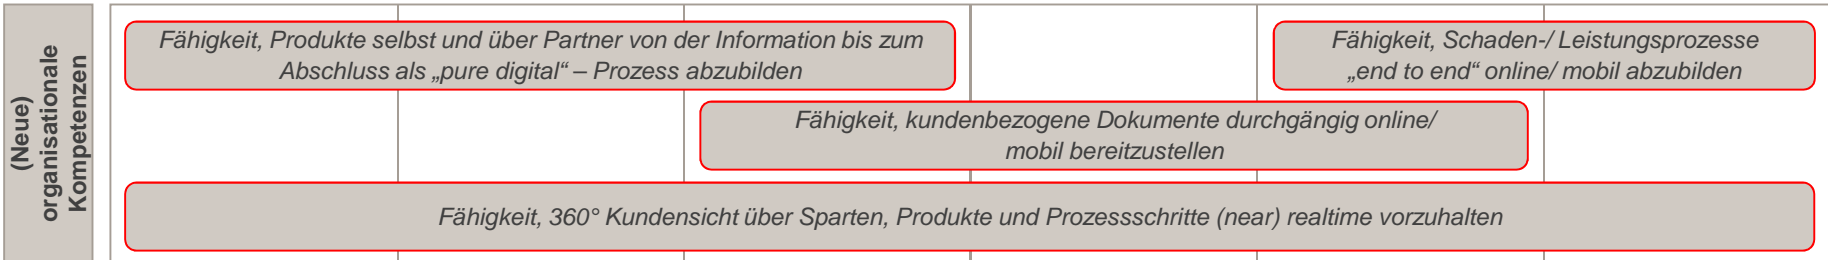 (Neue)
organisationale
Kompetenzen
Fähigkeit, Produkte selbst und über Partner von der Information bis zum
Abschluss als „pure digital“ – Prozess abzubilden
Fähigkeit, Schaden-/ Leistungsprozesse
„end to end“ online/ mobil abzubilden
Fähigkeit, kundenbezogene Dokumente durchgängig online/
mobil bereitzustellen
Fähigkeit, 360° Kundensicht über Sparten, Produkte und Prozessschritte (near) realtime vorzuhalten